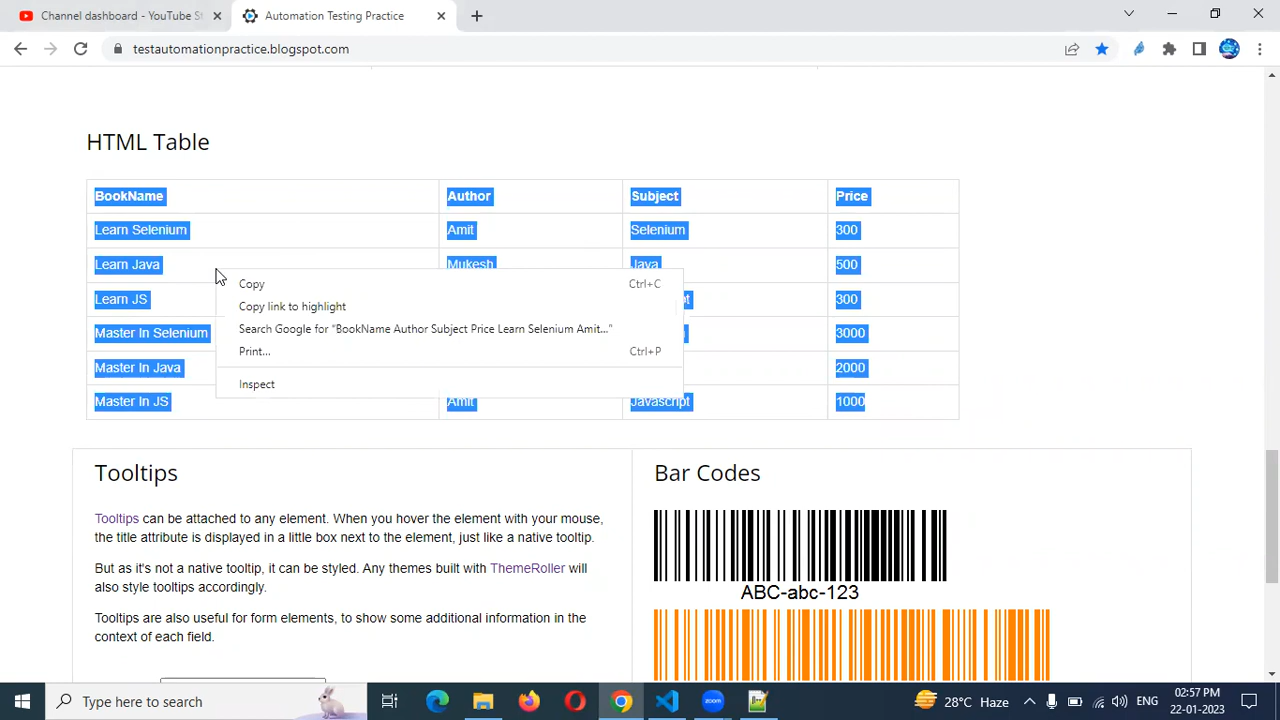 Channel dashboard - YouTube St
Automation Testing Practice
testautomationpractice.blogspot.com
HTML Table
BookName Author Subject Price
Learn Selenium Amit Selenium 300
Learn Java Mukesh Java 500
Learn JS 300
Master In Selenium 3000
Master In Java 2000
Master In JS Amit Javascript 1000
Copy Ctrl+C
Copy link to highlight
Search Google for “BookName Author Subject Price Learn Selenium Amit...”
Print... Ctrl+P
Inspect
Tooltips
Tooltips can be attached to any element. When you hover the element with your mouse,
the title attribute is displayed in a little box next to the element, just like a native tooltip.
But as it's not a native tooltip, it can be styled. Any themes built with ThemeRoller will
also style tooltips accordingly.
Tooltips are also useful for form elements, to show some additional information in the
context of each field.
Bar Codes
ABC-abc-123
Type here to search
28°C Haze
ENG
02:57 PM
22-01-2023